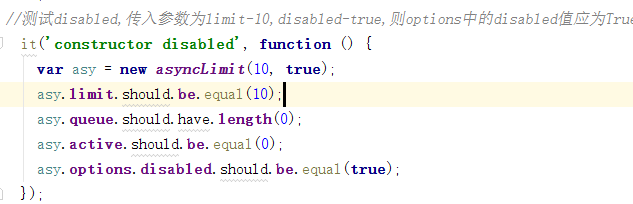 //测试disabled,传入参数为limit-10,disabled-true,则options中的disabled值应为True
it('constructor disabled', function () {
var asy = new asyncLimit(10, true);
asy.limit.should.be.equal(10);
asy.queue.should.have.length(0);
asy.active.should.be.equal(0);
asy.options.disabled.should.be.equal(true);
});